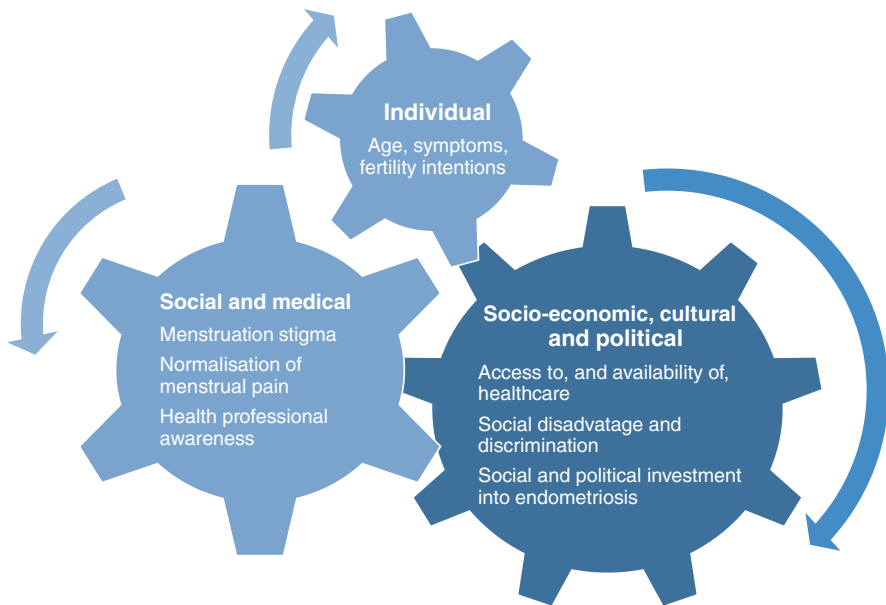 Individual
Age, symptoms,
fertility intentions
Social and medical
Menstruation stigma
Normalisation of
menstrual pain
Health professional
awareness
Socio-economic, cultural
and political
Access to, and availability of,
healthcare
Social disadvatage and
discrimination
Social and political investment
into endometriosis